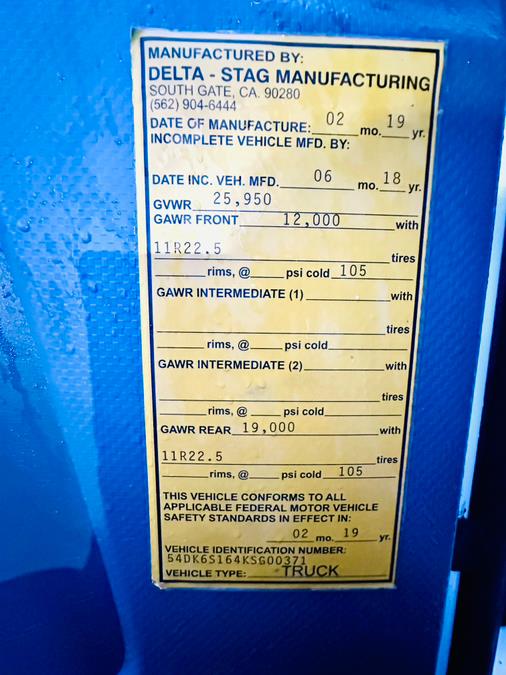 MANUFACTURED BY:
DELTA - STAG MANUFACTURING
SOUTH GATE, CA. 90280
(562) 904-6444
DATE OF MANUFACTURE: 02 mo. 19 yr.
INCOMPLETE VEHICLE MFD. BY:
DATE INC. VEH. MFD. 06 mo. 18 yr.
GVWR 25,950
GAWR FRONT 12,000 with
11R22.5 tires
rims, @ psi cold 105
GAWR INTERMEDIATE (1) with
tires
rims, @ psi cold
GAWR INTERMEDIATE (2) with
tires
rims, @ psi cold
GAWR REAR 19,000 with
11R22.5 tires
rims, @ psi cold 105
THIS VEHICLE CONFORMS TO ALL
APPLICABLE FEDERAL MOTOR VEHICLE
SAFETY STANDARDS IN EFFECT IN:
02 mo. 19 yr.
VEHICLE IDENTIFICATION NUMBER:
54DK6S164KSG00371
VEHICLE TYPE: TRUCK